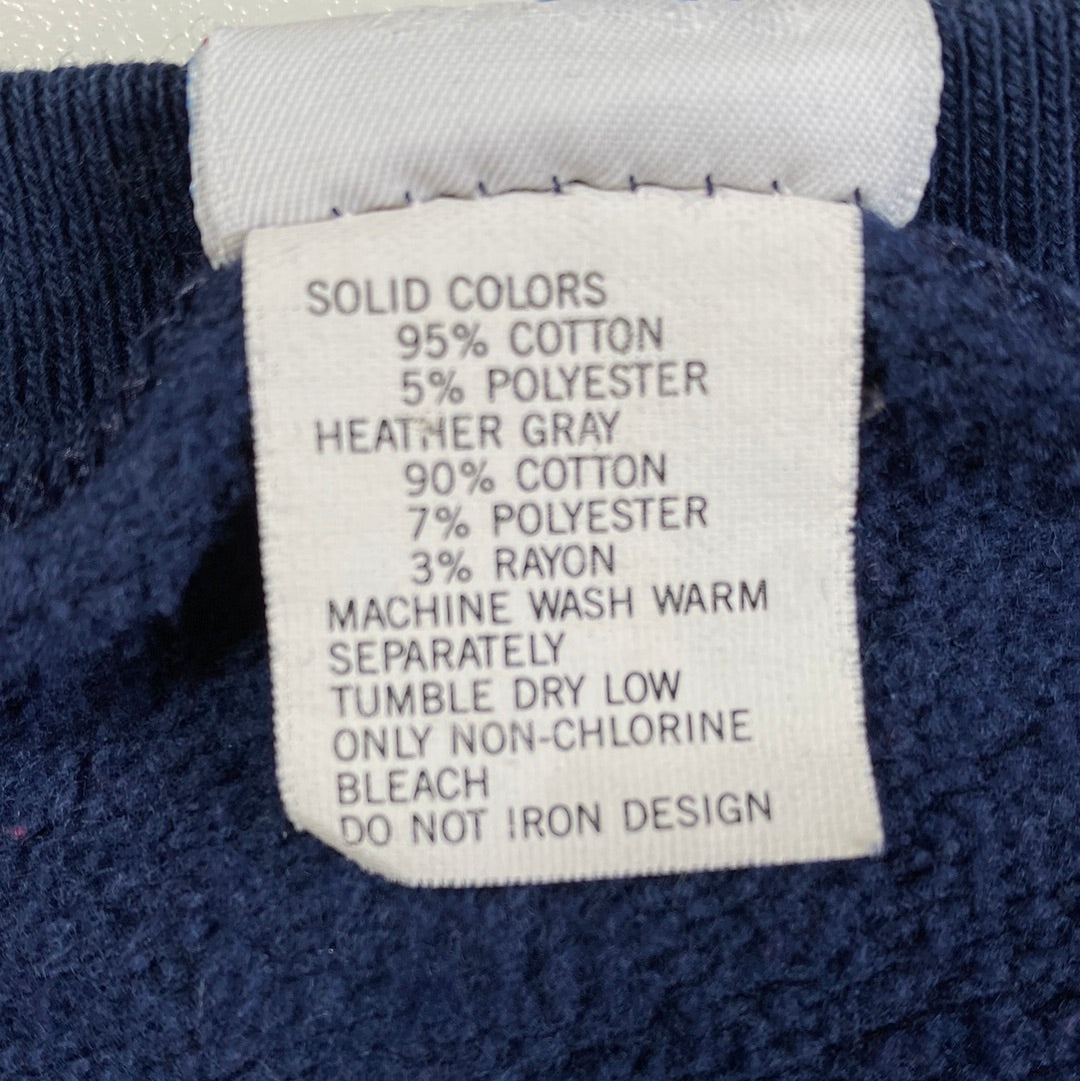 SOLID COLORS
95% COTTON
5% POLYESTER
HEATHER GRAY
90% COTTON
7% POLYESTER
3% RAYON
MACHINE WASH WARM
SEPARATELY
TUMBLE DRY LOW
ONLY NON-CHLORINE
BLEACH
DO NOT IRON DESIGN